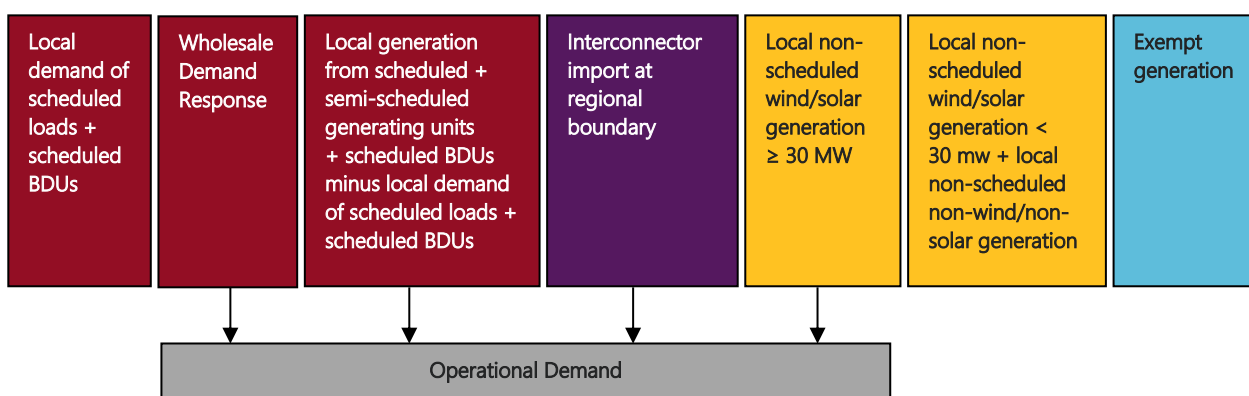 Local
demand of
scheduled
loads +
scheduled
BDUs
Wholesale
Demand
Response
Local generation
from scheduled +
semi-scheduled
generating units
+ scheduled BDUs
minus local demand
of scheduled loads +
scheduled BDUs
Interconnector
import at
regional
boundary
Local non-
scheduled
wind/solar
generation
≥ 30 MW
Local non-
scheduled
wind/solar
generation <
30 mw + local
non-scheduled
non-wind/non-
solar generation
Exempt
generation
Operational Demand